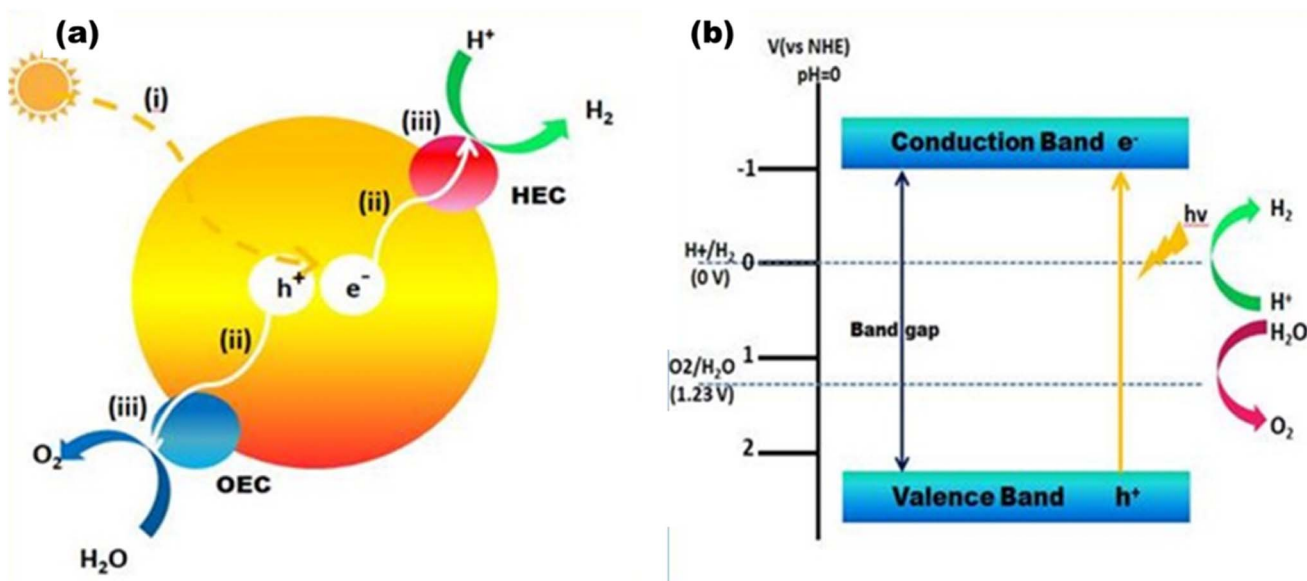 (a)
(i)
H⁺
H₂
(iii)
HEC
(ii)
h⁺
e⁻
(ii)
(iii)
O₂
OEC
H₂O
(b)
V(vs NHE)
pH=0
Conduction Band e⁻
-1
hv
H₂
H+/H₂
0
(0 V)
H⁺
Band gap
H₂O
1
O2/H₂O
(1.23 V)
O₂
2
Valence Band h⁺